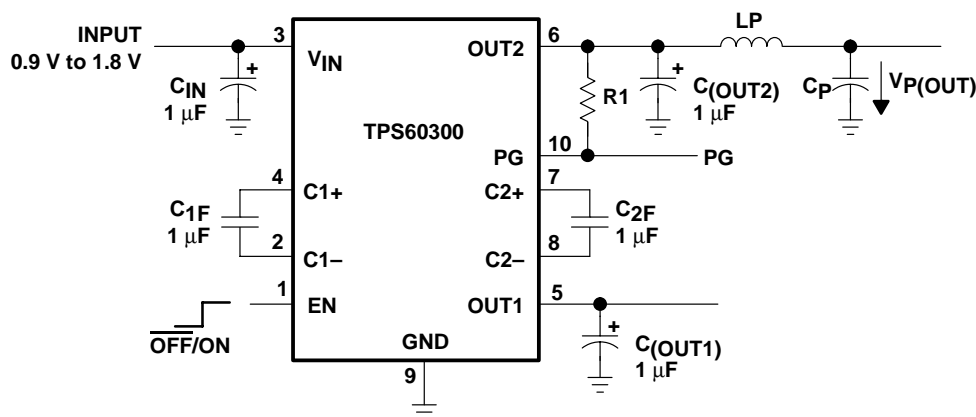 INPUT
0.9 V to 1.8 V
3
VIN
CIN
1 μF
+
TPS60300
OUT2
6
R1
+
C(OUT2)
1 μF
LP
CP
VP(OUT)
PG
10
PG
4
C1+
C1F
1 μF
2
C1–
7
C2+
C2F
1 μF
8
C2–
1
EN
OFF/ON
OUT1
5
+
C(OUT1)
1 μF
GND
9